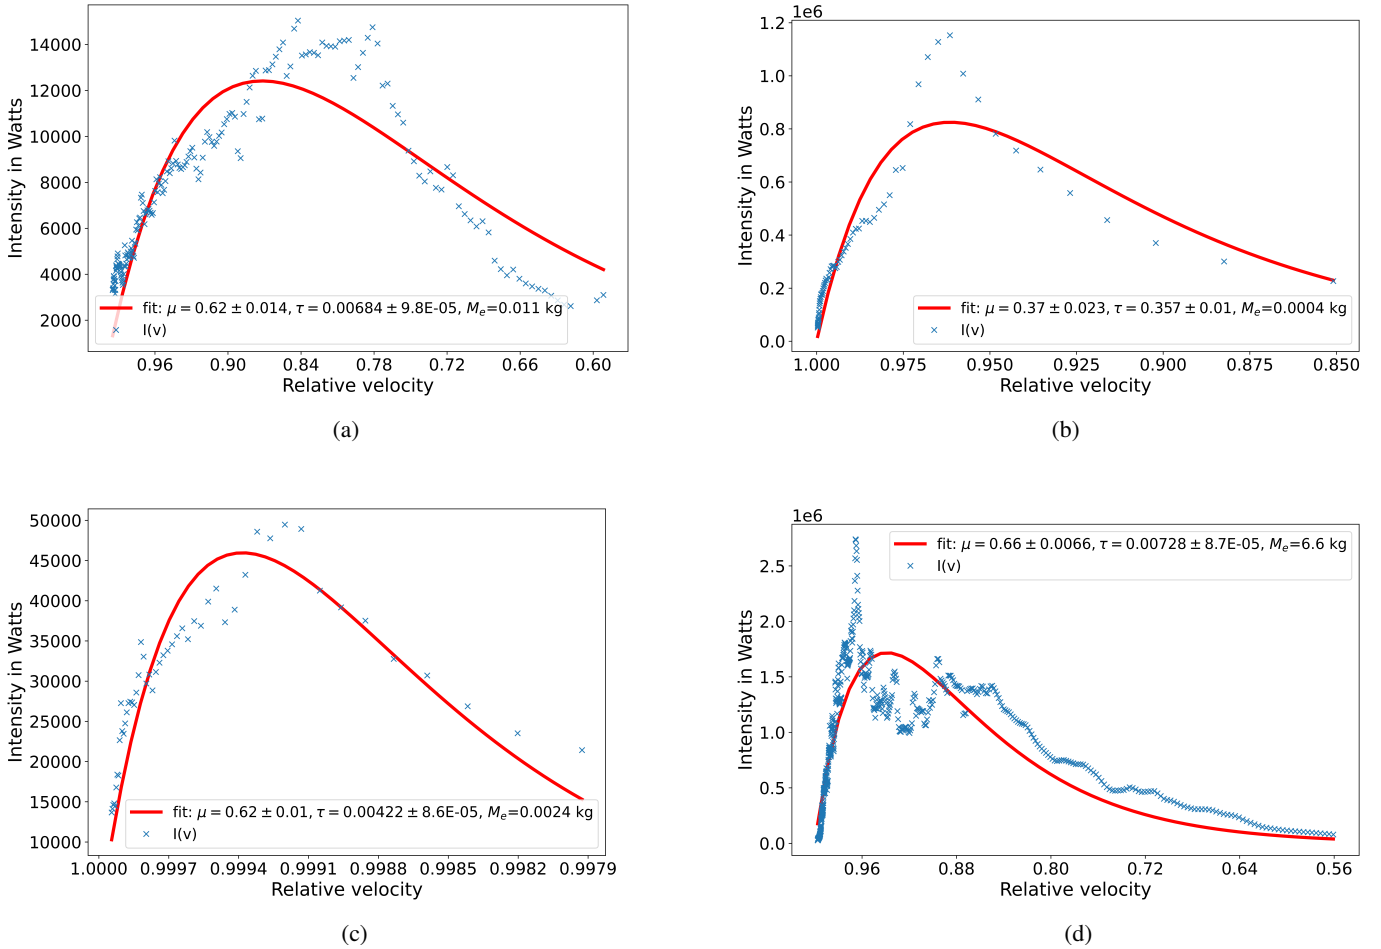 14000
12000
10000
8000
6000
4000
2000
Intensity in Watts
fit: μ = 0.62 ± 0.014, τ = 0.00684 ± 9.8E-05, Me=0.011 kg
I(v)
0.96 0.90 0.84 0.78 0.72 0.66 0.60
Relative velocity
(a)
1e6
1.2
1.0
0.8
0.6
0.4
0.2
0.0
Intensity in Watts
fit: μ = 0.37 ± 0.023, τ = 0.357 ± 0.01, Me=0.0004 kg
I(v)
1.000 0.975 0.950 0.925 0.900 0.875 0.850
Relative velocity
(b)
50000
45000
40000
35000
30000
25000
20000
15000
10000
Intensity in Watts
fit: μ = 0.62 ± 0.01, τ = 0.00422 ± 8.6E-05, Me=0.0024 kg
I(v)
1.0000 0.9997 0.9994 0.9991 0.9988 0.9985 0.9982 0.9979
Relative velocity
(c)
1e6
2.5
2.0
1.5
1.0
0.5
0.0
Intensity in Watts
fit: μ = 0.66 ± 0.0066, τ = 0.00728 ± 8.7E-05, Me=6.6 kg
I(v)
0.96 0.88 0.80 0.72 0.64 0.56
Relative velocity
(d)